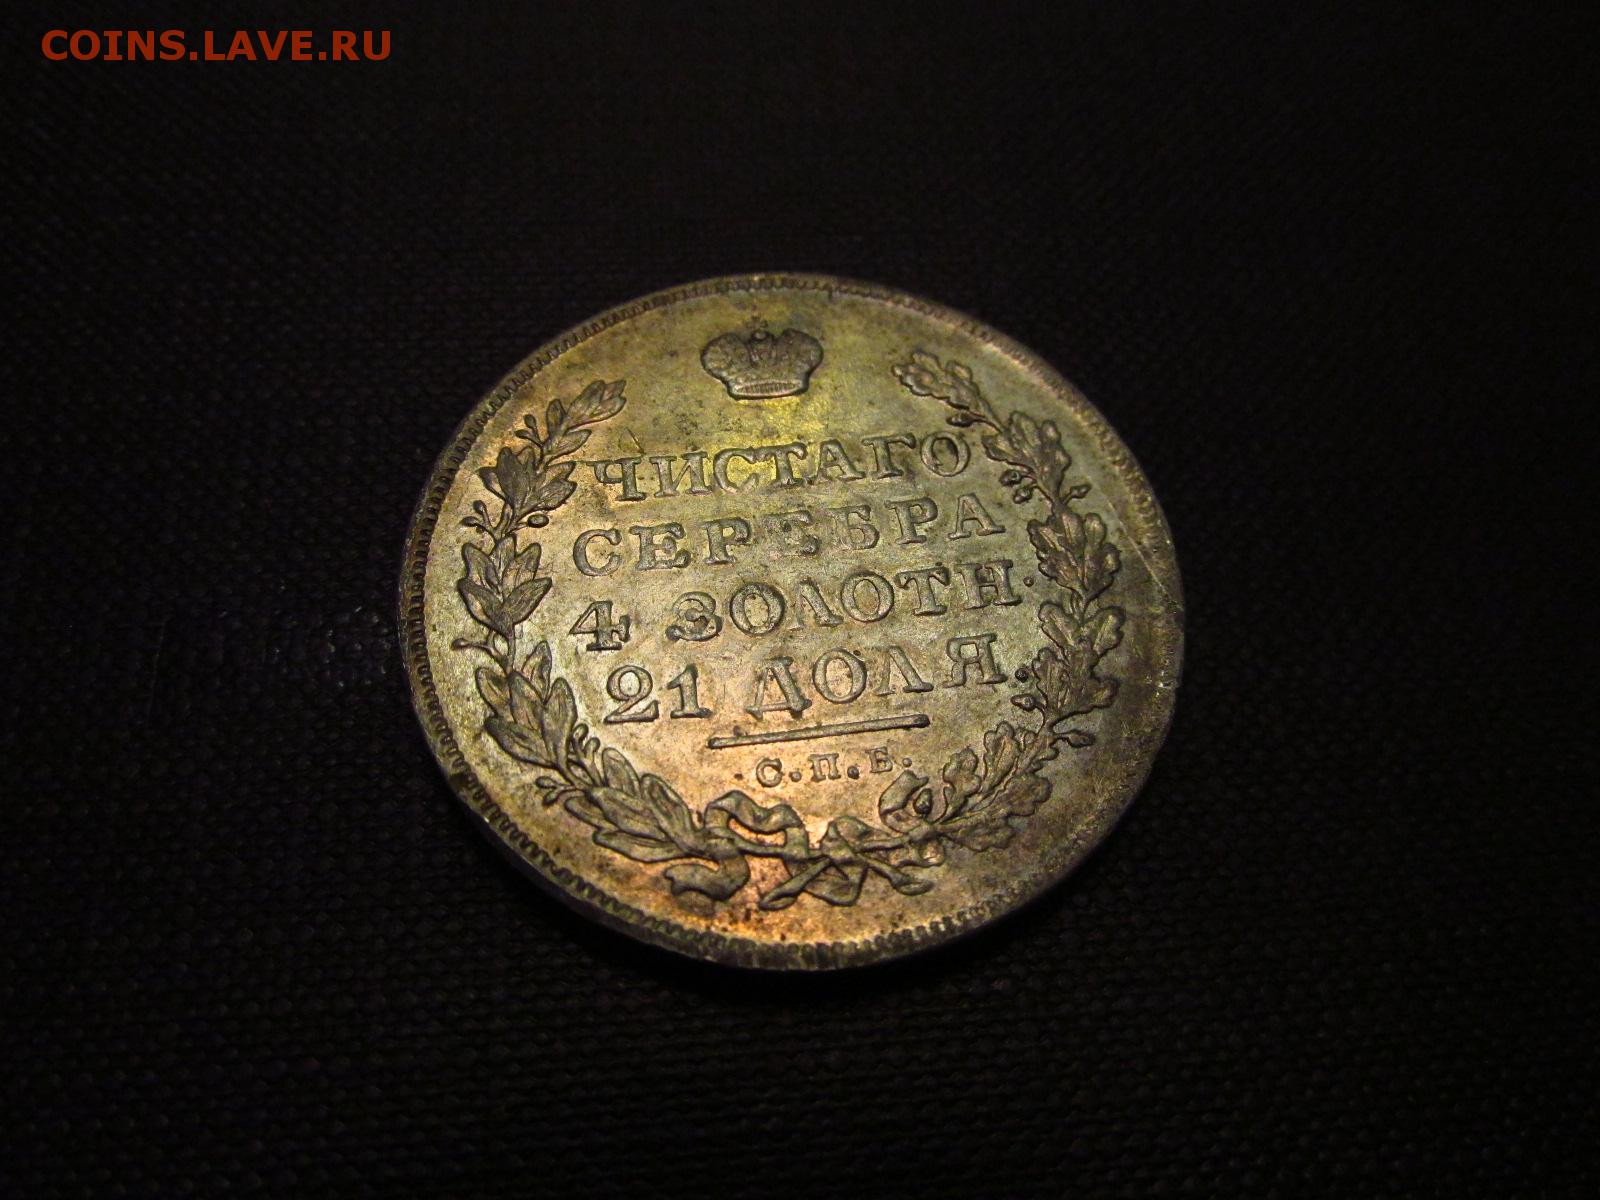 COINS.LAVE.RU
ЧИСТАГО
СЕРЕБРА
4 ЗОЛОТН.
21 ДОЛЯ.
С.П.Б.